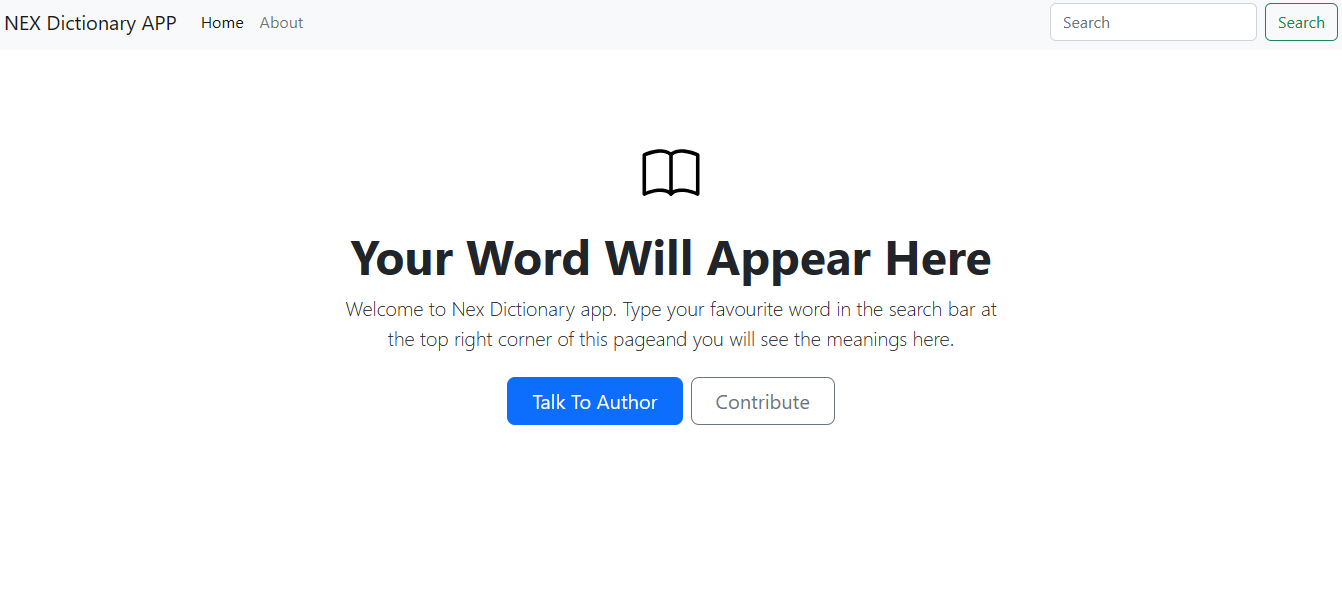 NEX Dictionary APP Home About Search Search
Your Word Will Appear Here
Welcome to Nex Dictionary app. Type your favourite word in the search bar at
the top right corner of this pageand you will see the meanings here.
Talk To Author Contribute